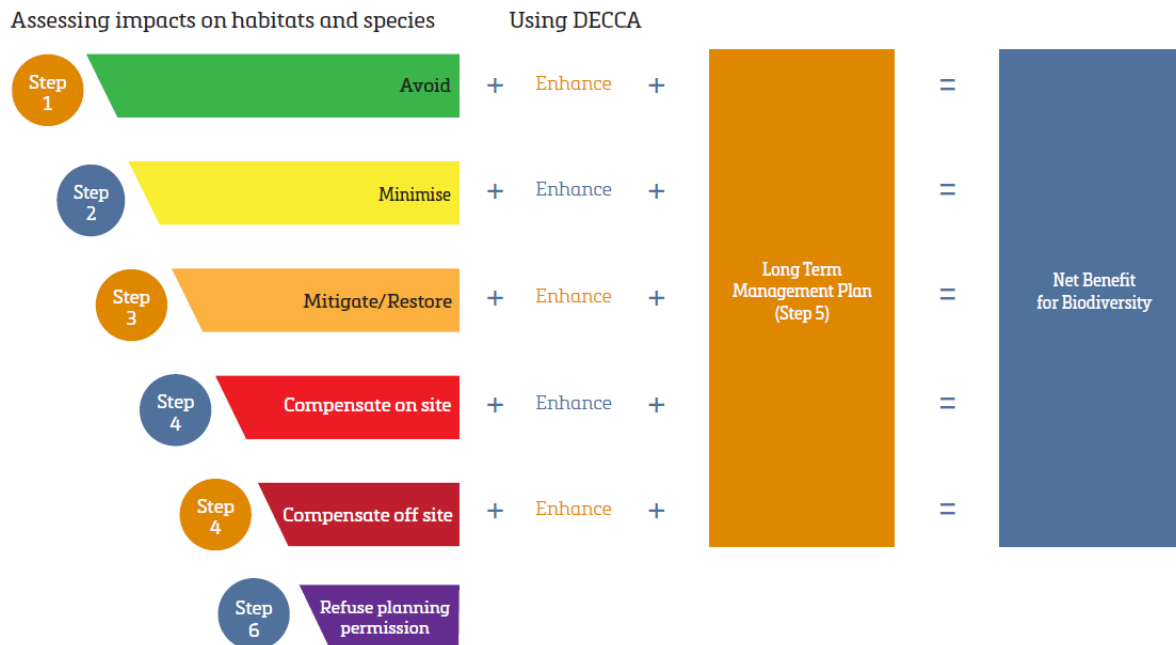 Assessing impacts on habitats and species
Using DECCA
Step
1
Avoid
+ Enhance +
=
Step
2
Minimise
+ Enhance +
=
Step
3
Mitigate/Restore
+ Enhance +
Long Term
Management Plan
(Step 5)
=
Net Benefit
for Biodiversity
Step
4
Compensate on site
+ Enhance +
=
Step
4
Compensate off site
+ Enhance +
=
Step
6
Refuse planning
permission